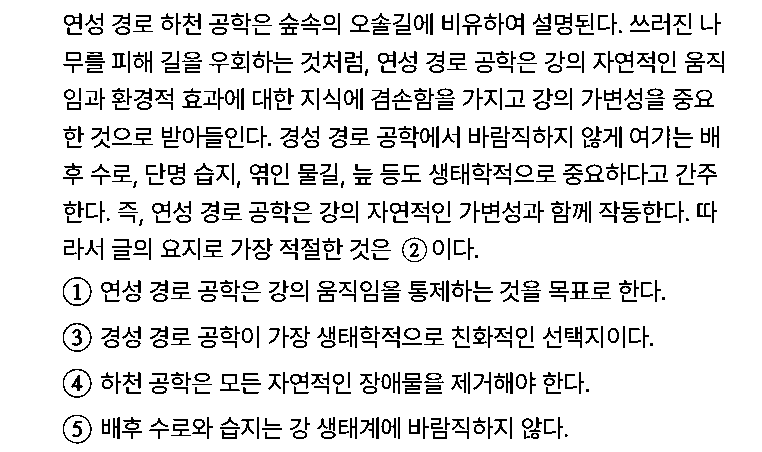 연성 경로 하천 공학은 숲속의 오솔길에 비유하여 설명된다. 쓰러진 나
무를 피해 길을 우회하는 것처럼, 연성 경로 공학은 강의 자연적인 움직
임과 환경적 효과에 대한 지식에 겸손함을 가지고 강의 가변성을 중요
한 것으로 받아들인다. 경성 경로 공학에서 바람직하지 않게 여기는 배
후 수로, 단명 습지, 엮인 물길, 늪 등도 생태학적으로 중요하다고 간주
한다. 즉, 연성 경로 공학은 강의 자연적인 가변성과 함께 작동한다. 따
라서 글의 요지로 가장 적절한 것은 ②이다.
① 연성 경로 공학은 강의 움직임을 통제하는 것을 목표로 한다.
③ 경성 경로 공학이 가장 생태학적으로 친화적인 선택지이다.
④ 하천 공학은 모든 자연적인 장애물을 제거해야 한다.
⑤ 배후 수로와 습지는 강 생태계에 바람직하지 않다.